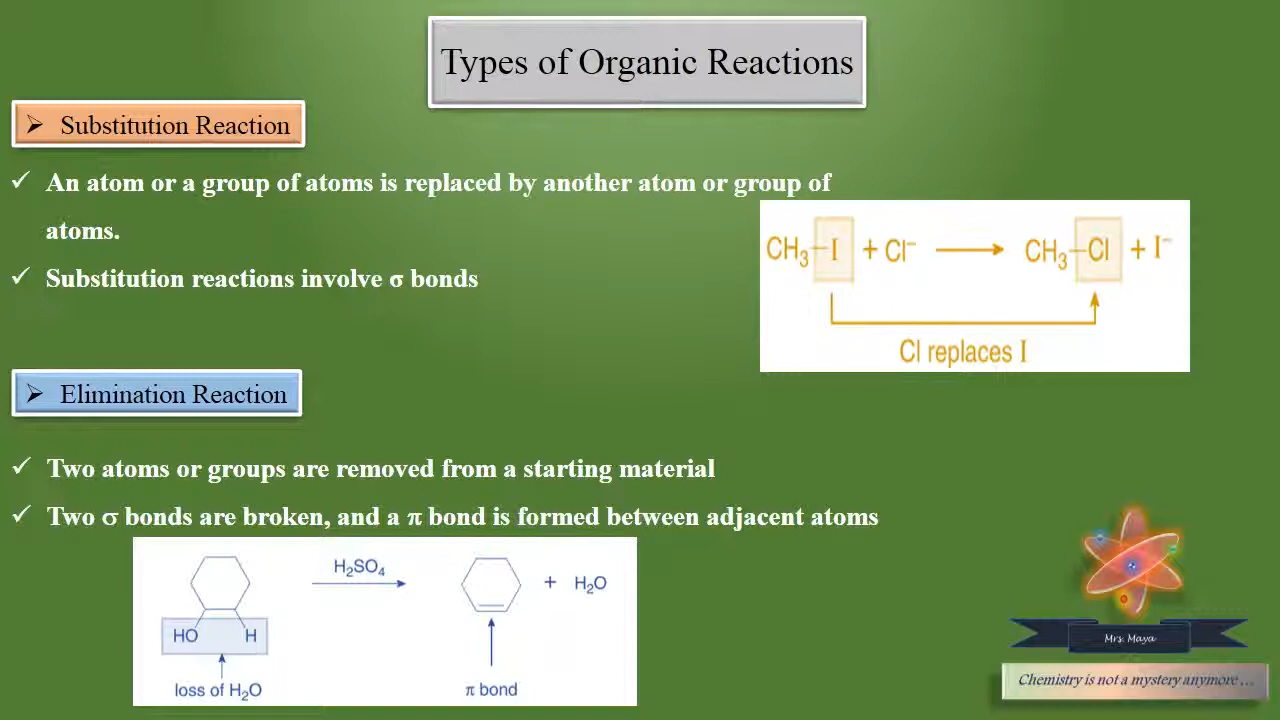 Types of Organic Reactions
➢ Substitution Reaction
✓ An atom or a group of atoms is replaced by another atom or group of
atoms.
✓ Substitution reactions involve σ bonds
CH₃–I + Cl⁻ ⟶ CH₃–Cl + I⁻
Cl replaces I
➢ Elimination Reaction
✓ Two atoms or groups are removed from a starting material
✓ Two σ bonds are broken, and a π bond is formed between adjacent atoms
H₂SO₄
+ H₂O
HO H
loss of H₂O
π bond
Mrs. Maya
Chemistry is not a mystery anymore …